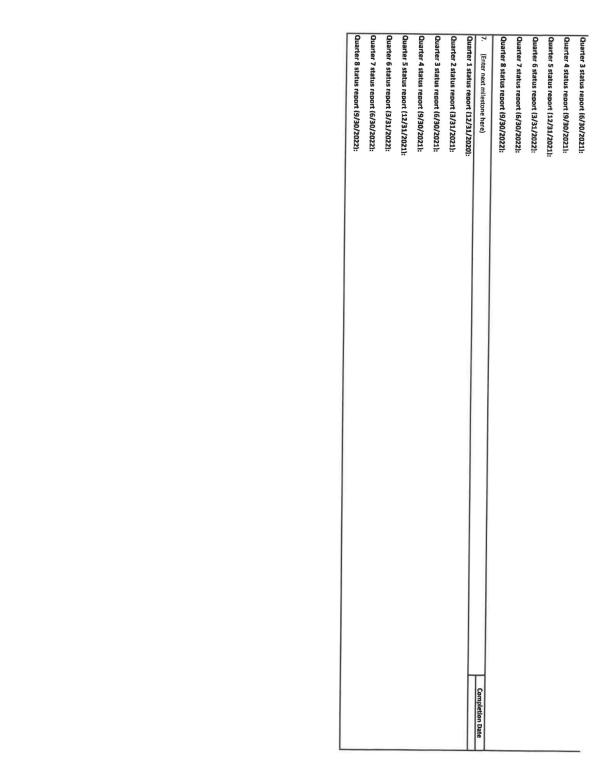 Quarter 3 status report (6/30/2021):
Quarter 4 status report (9/30/2021):
Quarter 5 status report (12/31/2021):
Quarter 6 status report (3/31/2022):
Quarter 7 status report (6/30/2022):
Quarter 8 status report (9/30/2022):
7. (Enter next milestone here)
Completion Date
Quarter 1 status report (12/31/2020):
Quarter 2 status report (3/31/2021):
Quarter 3 status report (6/30/2021):
Quarter 4 status report (9/30/2021):
Quarter 5 status report (12/31/2021):
Quarter 6 status report (3/31/2022):
Quarter 7 status report (6/30/2022):
Quarter 8 status report (9/30/2022):